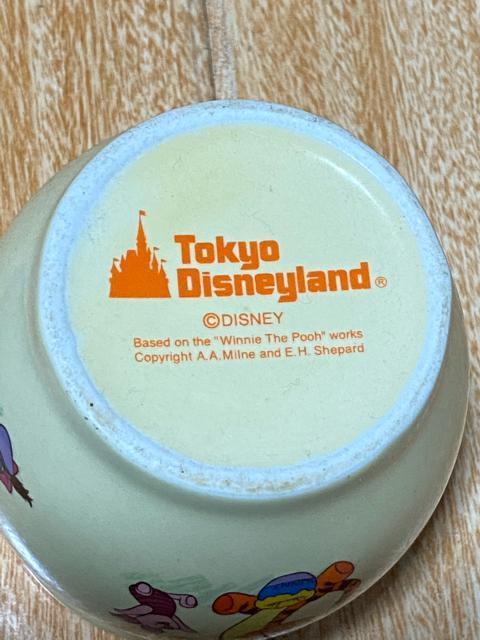 Tokyo
Disneyland®
©DISNEY
Based on the "Winnie The Pooh" works
Copyright A.A. Milne and E.H. Shepard